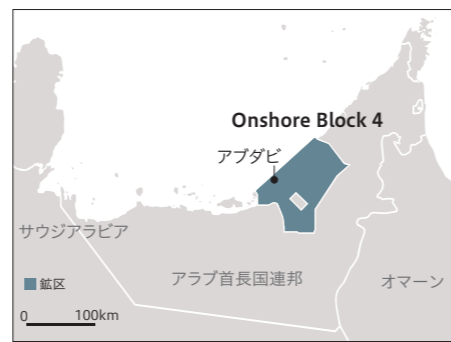 Onshore Block 4
アブダビ
サウジアラビア
アラブ首長国連邦
オマーン
鉱区
0 100km